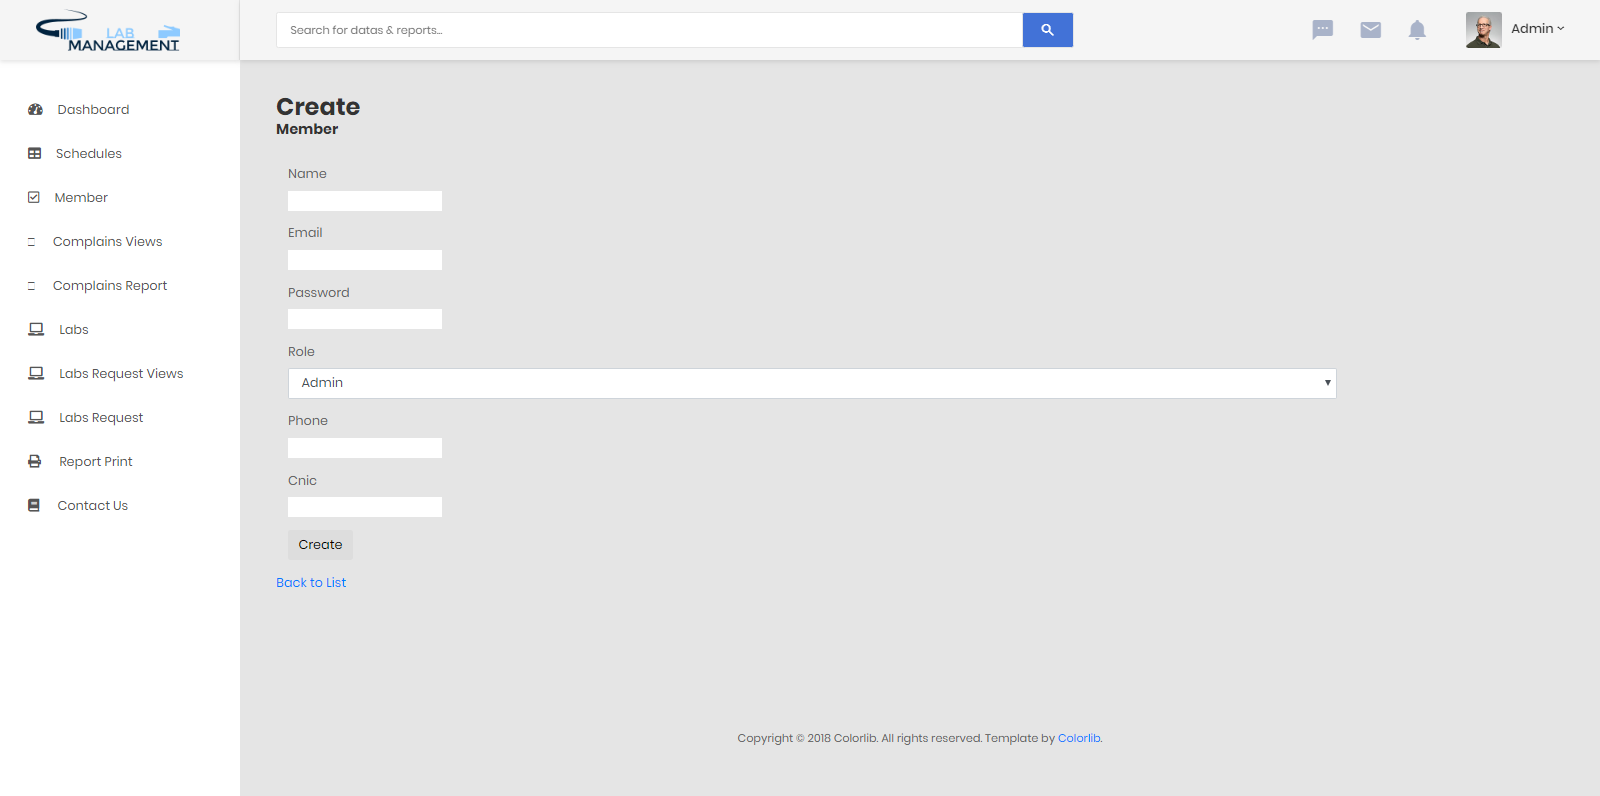 LAB
MANAGEMENT
Search for datas & reports...
Admin
Dashboard
Schedules
Member
Complains Views
Complains Report
Labs
Labs Request Views
Labs Request
Report Print
Contact Us
Create
Member
Name
Email
Password
Role
Admin
Phone
Cnic
Create
Back to List
Copyright © 2018 Colorlib. All rights reserved. Template by Colorlib.